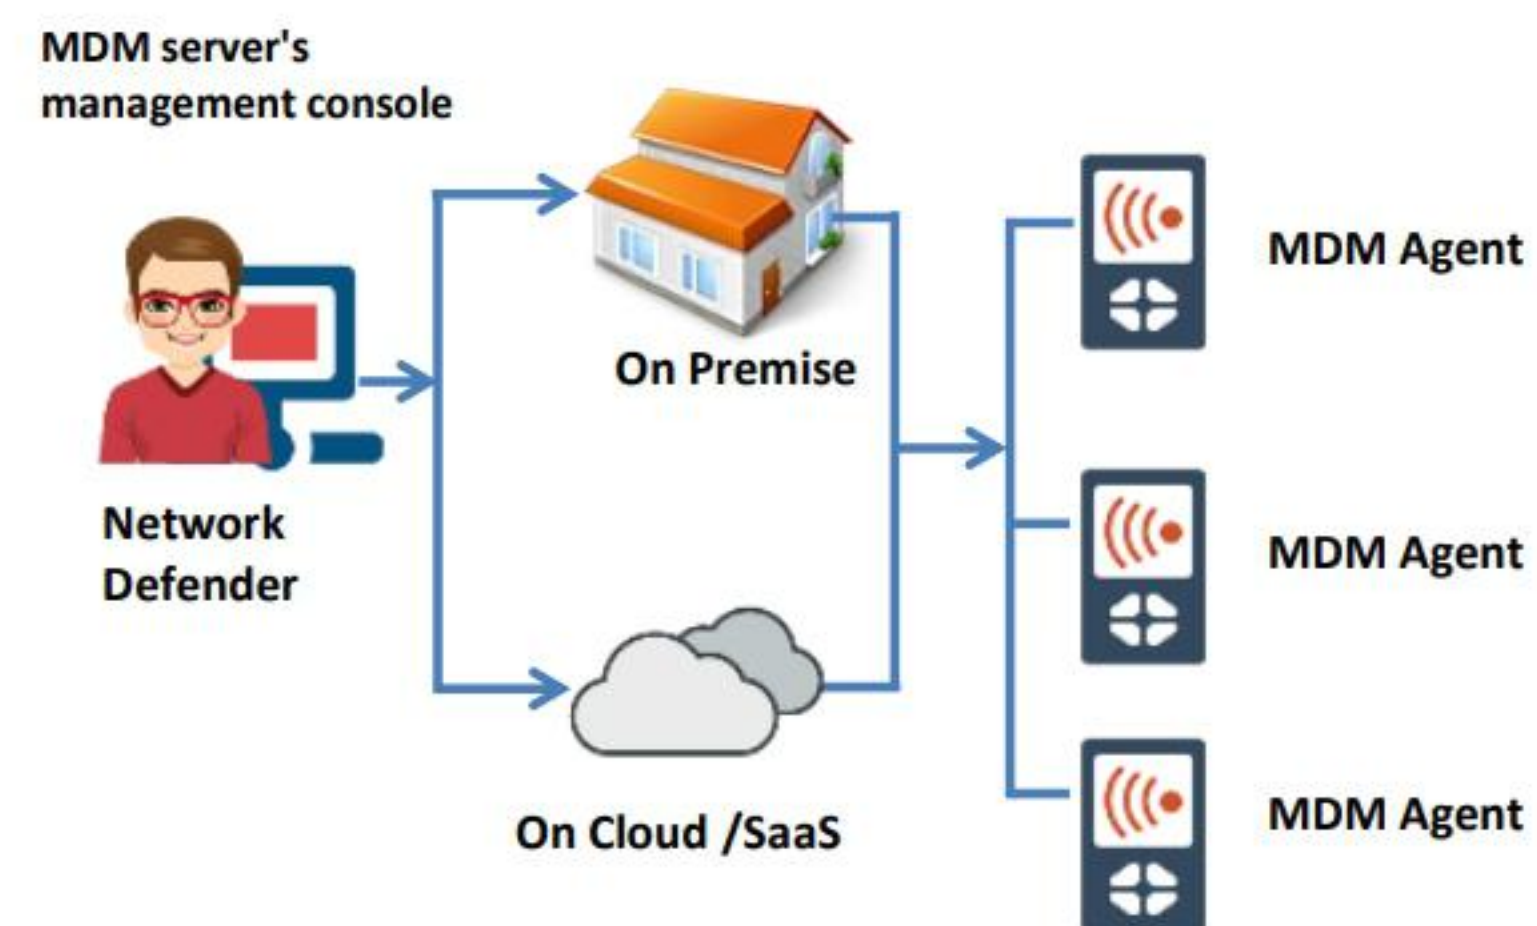 MDM server's
management console
On Premise
Network
Defender
On Cloud /SaaS
MDM Agent
MDM Agent
MDM Agent